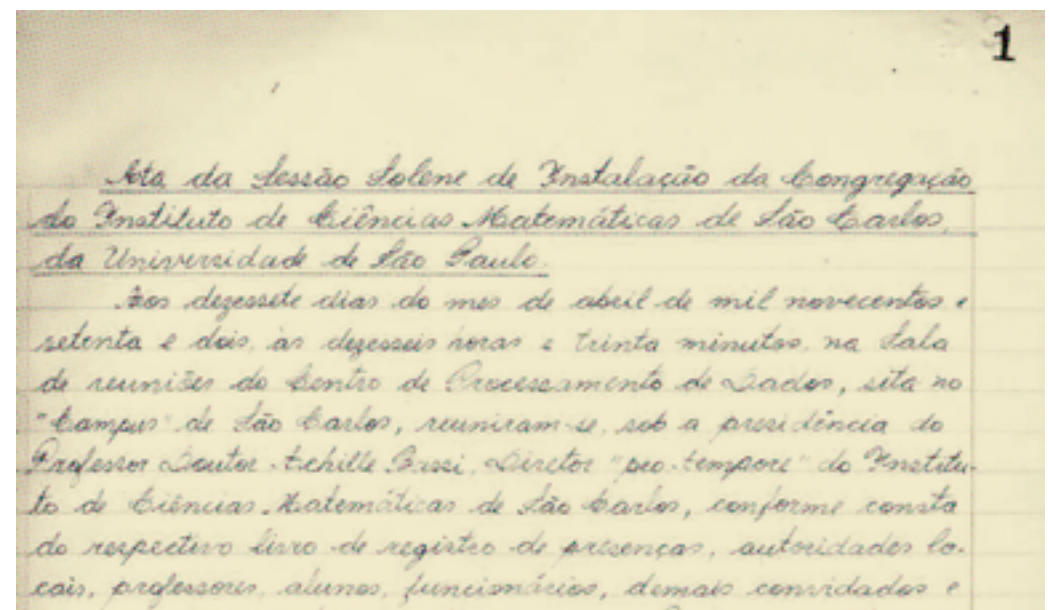 1
Ata da Sessão Solene de Instalação da Congregação
do Instituto de Ciências Matemáticas de São Carlos,
da Universidade de São Paulo.
Aos dezessete dias do mes de abril de mil novecentos e
setenta e dois, às dezesseis horas e trinta minutos, na Sala
de reuniões do Centro de Processamento de Dados, sita no
"Campus" de São Carlos, reuniram-se, sob a presidência do
Professor Doutor Achille Bassi, Diretor "pro-tempore" do Institu-
to de Ciências Matemáticas de São Carlos, conforme consta
do respectivo livro de registro de presenças, autoridades lo-
cais, professores, alunos, funcionários, demais convidados e